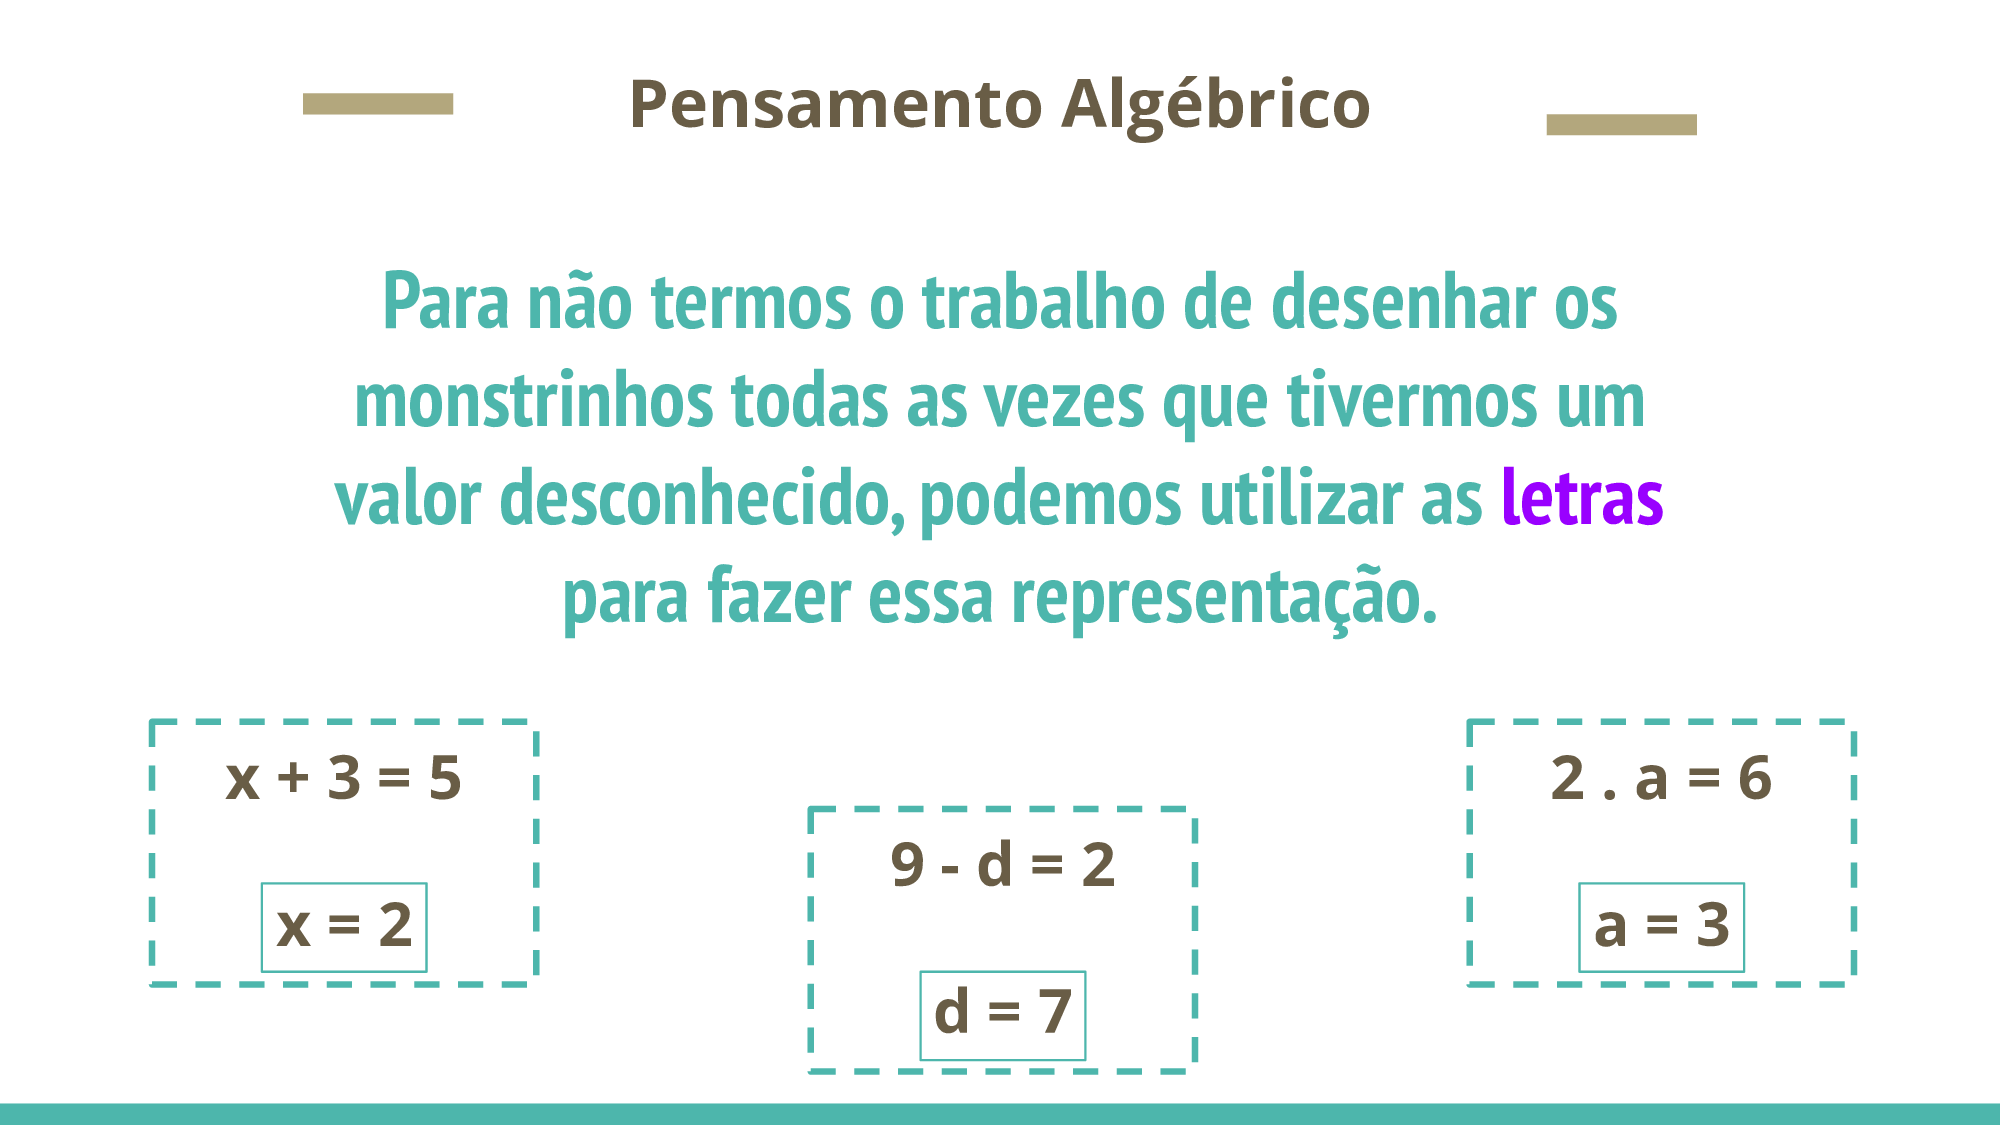 Pensamento Algébrico
Para não termos o trabalho de desenhar os
monstrinhos todas as vezes que tivermos um
valor desconhecido, podemos utilizar as letras
para fazer essa representação.
x + 3 = 5
x = 2
9 - d = 2
d = 7
2 . a = 6
a = 3